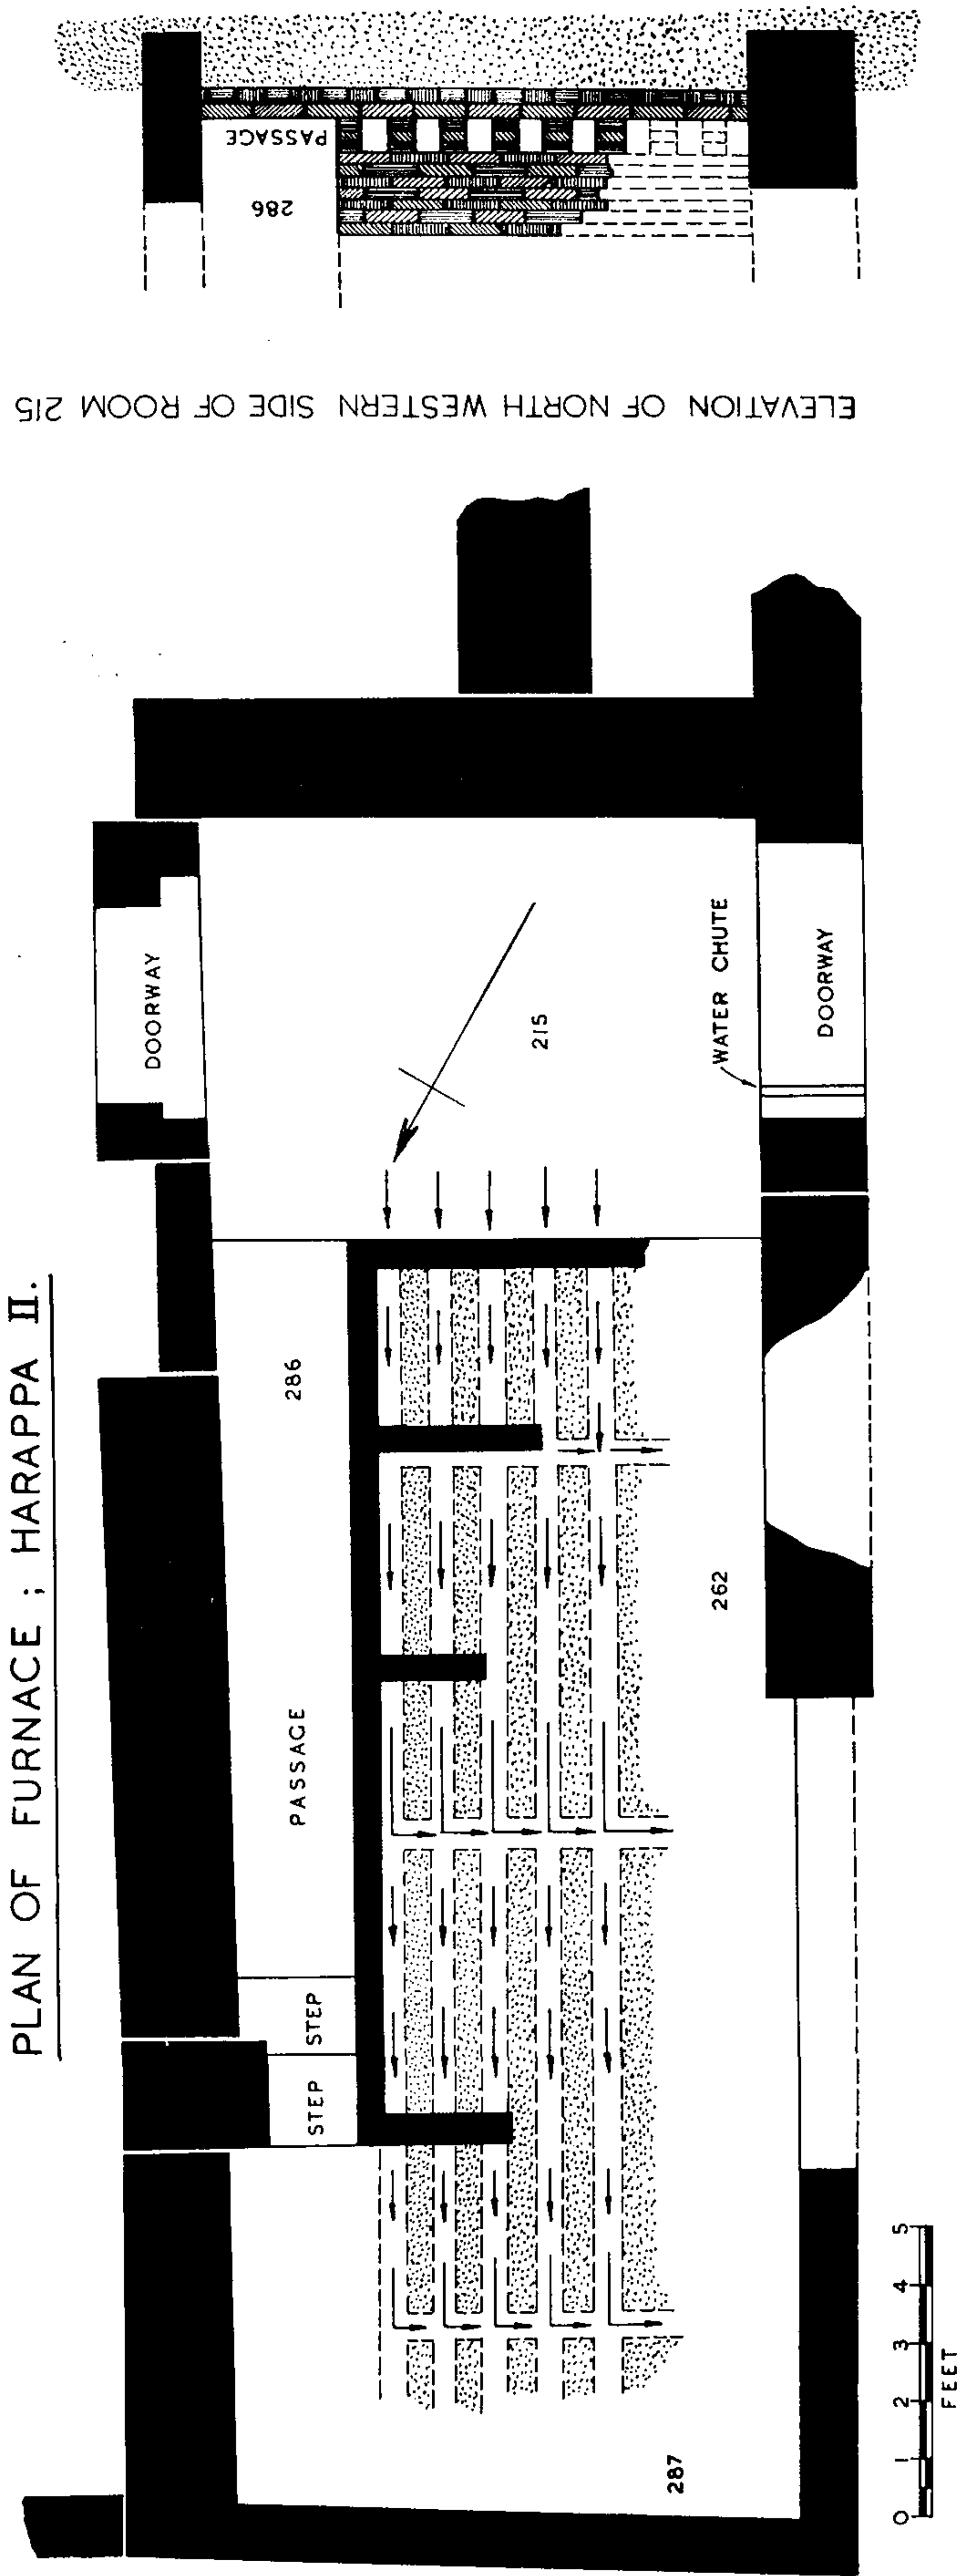 PLAN OF FURNACE ; HARAPPA II.
DOORWAY
215
WATER CHUTE
DOORWAY
286
PASSAGE
STEP
STEP
262
287
0 1 2 3 4 5
FEET
ELEVATION OF NORTH WESTERN SIDE OF ROOM 215
PASSAGE
286